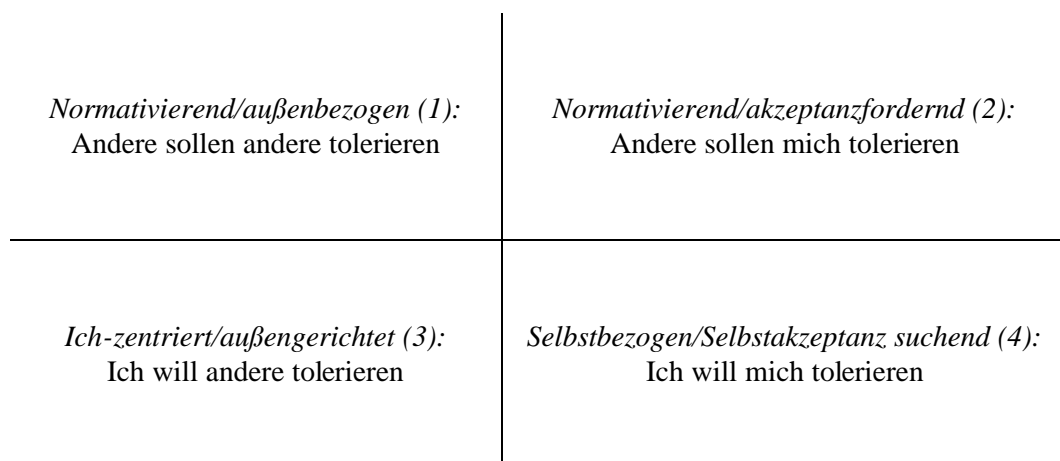 Normativierend/außenbezogen (1):
Andere sollen andere tolerieren
Normativierend/akzeptanzfordernd (2):
Andere sollen mich tolerieren
Ich-zentriert/außengerichtet (3):
Ich will andere tolerieren
Selbstbezogen/Selbstakzeptanz suchend (4):
Ich will mich tolerieren